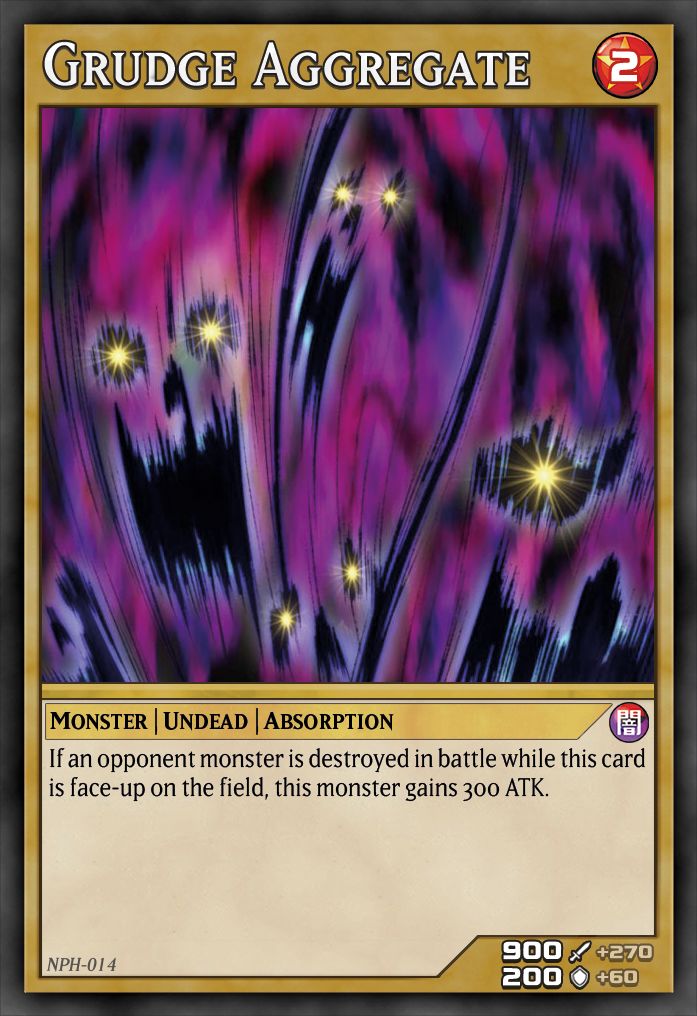 GRUDGE AGGREGATE
2
MONSTER | UNDEAD | ABSORPTION
闇
If an opponent monster is destroyed in battle while this card
is face-up on the field, this monster gains 300 ATK.
900 +270
NPH-014
200 +60